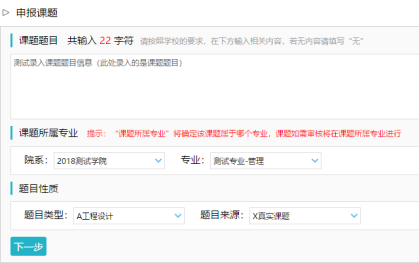 申报课题
课题题目 共输入 22 字符 请按照学校的要求，在下方输入相关内容，若无内容请填写“无”
测试录入课题题目信息（此处录入的是课题题目）
课题所属专业 提示： “课题所属专业”将确定该课题属于哪个专业，课题如需审核将在课题所属专业进行
院系： 2018测试学院 专业： 测试专业-管理
题目性质
题目类型： A工程设计 题目来源： X真实课题
下一步